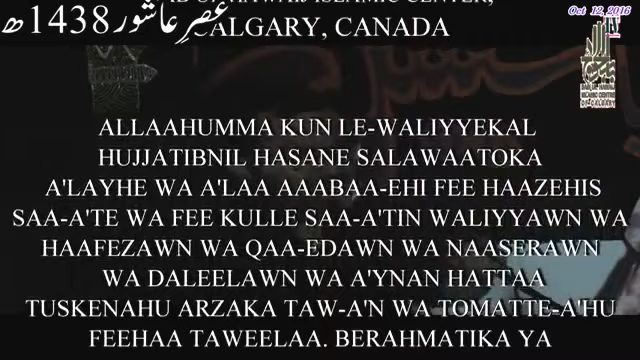 عصرِ عاشور 1438ھ
Oct 12, 2016
ISLAMIC CENTER,
CALGARY, CANADA
ALLAAHUMMA KUN LE-WALIYYEKAL
HUJJATIBNIL HASANE SALAWAATOKA
A'LAYHE WA A'LAA AAABAA-EHI FEE HAAZEHIS
SAA-A'TE WA FEE KULLE SAA-A'TIN WALIYYAWN WA
HAAFEZAWN WA QAA-EDAWN WA NAASERAWN
WA DALEELAWN WA A'YNAN HATTAA
TUSKENAHU ARZAKA TAW-A'N WA TOMATTE-A'HU
FEEHAA TAWEELAA. BERAHMATIKA YA